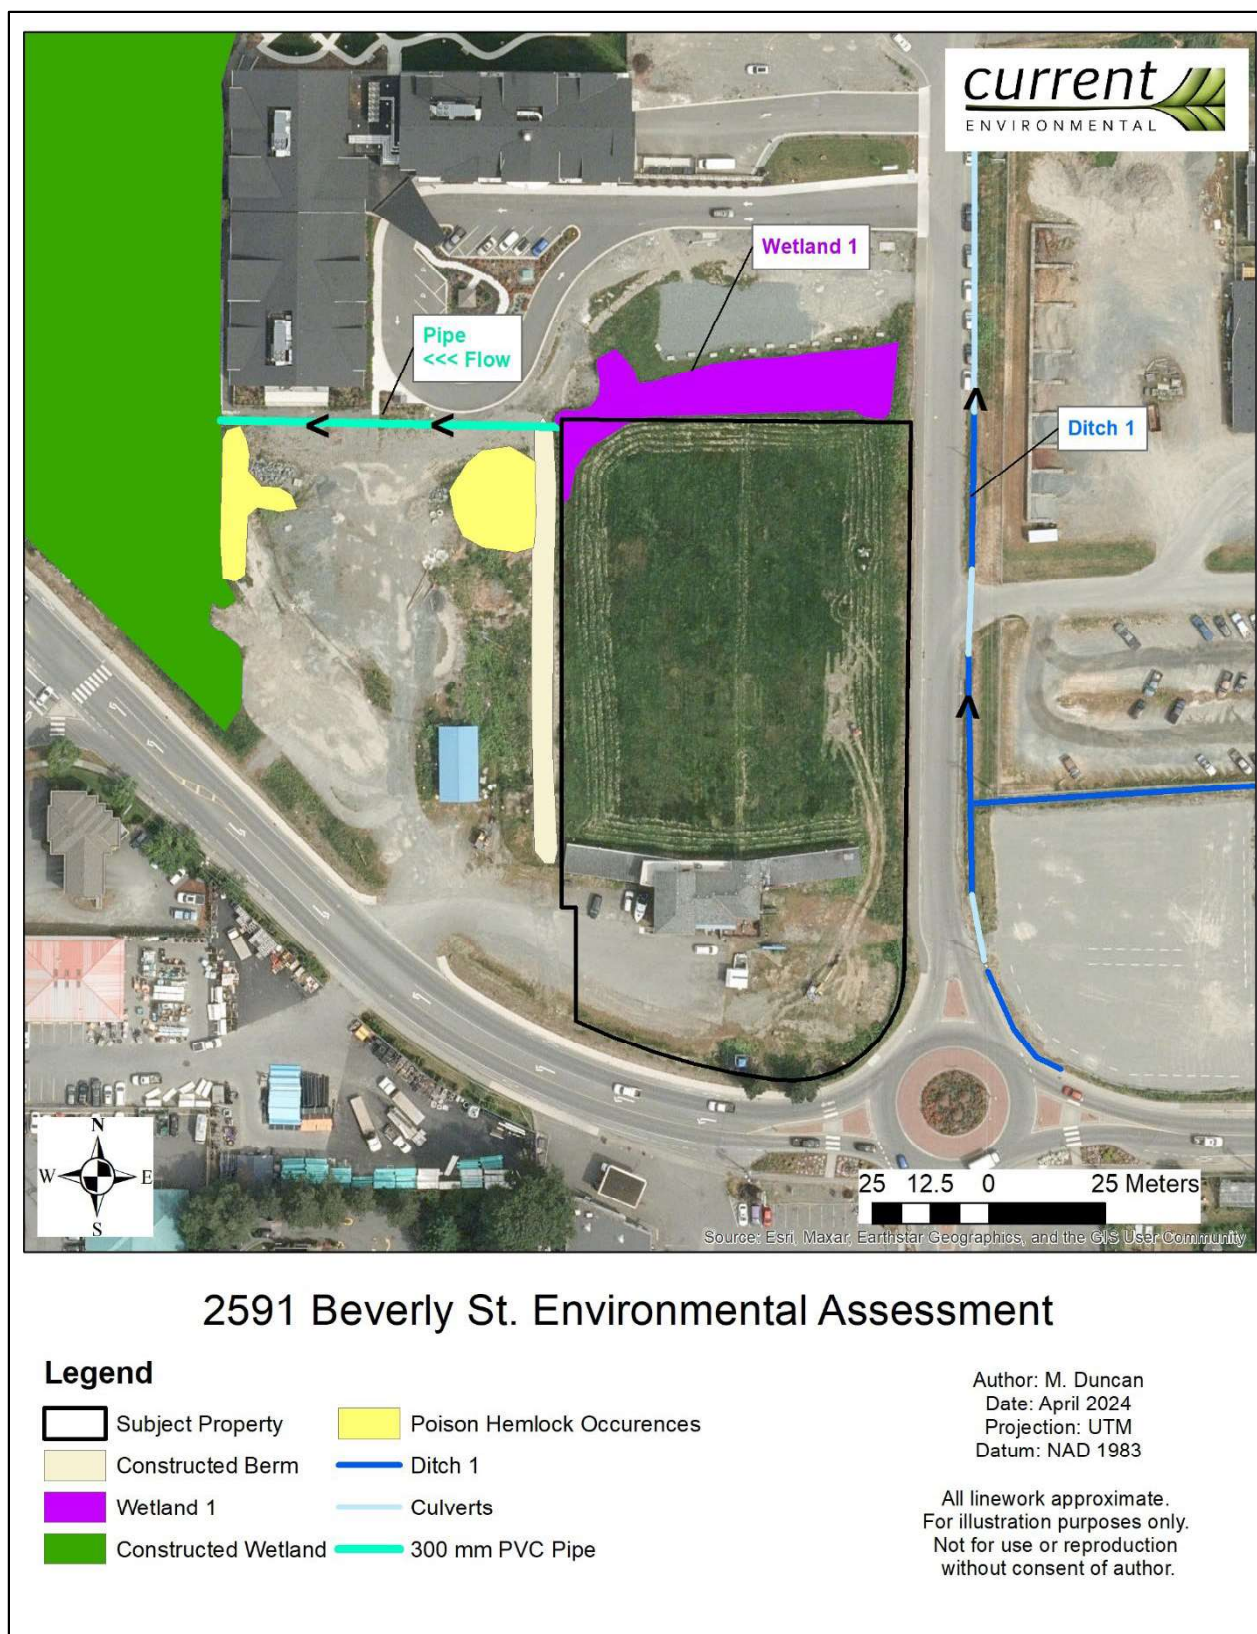 current
ENVIRONMENTAL
Wetland 1
Pipe
<<< Flow
Ditch 1
N
W E
S
25 12.5 0 25 Meters
Source: Esri, Maxar, Earthstar Geographics, and the GIS User Community
2591 Beverly St. Environmental Assessment
Legend
Subject Property
Constructed Berm
Wetland 1
Constructed Wetland
Poison Hemlock Occurences
Ditch 1
Culverts
300 mm PVC Pipe
Author: M. Duncan
Date: April 2024
Projection: UTM
Datum: NAD 1983
All linework approximate.
For illustration purposes only.
Not for use or reproduction
without consent of author.